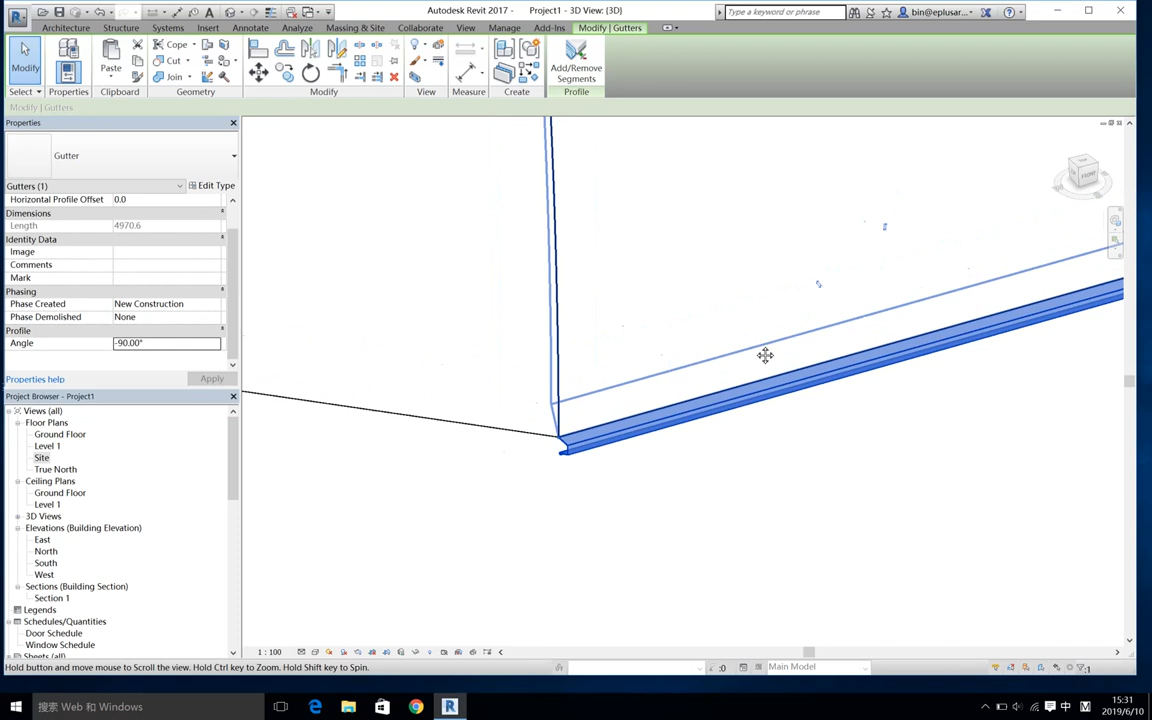 Autodesk Revit 2017 - Project1 - 3D View: {3D}
Type a keyword or phrase
bin@eplusar...
Architecture Structure Systems Insert Annotate Analyze Massing & Site Collaborate View Manage Add-Ins Modify | Gutters
Modify
Paste
Cope
Cut
Join
Add/Remove
Segments
Select Properties Clipboard Geometry Modify View Measure Create Profile
Modify | Gutters
Properties
Gutter
Gutters (1)
Edit Type
Horizontal Profile Offset 0.0
Dimensions
Length 4970.6
Identity Data
Image
Comments
Mark
Phasing
Phase Created New Construction
Phase Demolished None
Profile
Angle -90.00°
Properties help
Apply
Project Browser - Project1
Views (all)
Floor Plans
Ground Floor
Level 1
Site
True North
Ceiling Plans
Ground Floor
Level 1
3D Views
Elevations (Building Elevation)
East
North
South
West
Sections (Building Section)
Section 1
Legends
Schedules/Quantities
Door Schedule
Window Schedule
Sheets (all)
FRONT
1 : 100
Hold button and move mouse to Scroll the view. Hold Ctrl key to Zoom. Hold Shift key to Spin.
:0
Main Model
:1
搜索 Web 和 Windows
中
M
15:31
2019/6/10